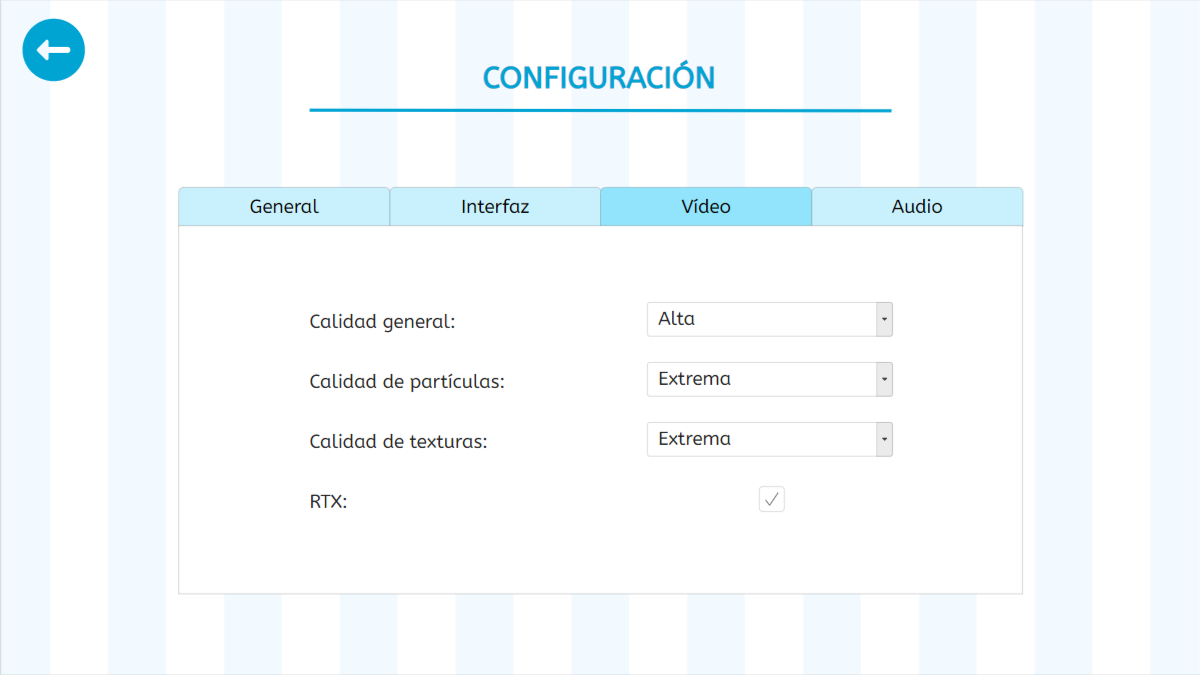 CONFIGURACIÓN
General Interfaz Vídeo Audio
Calidad general: Alta
Calidad de partículas: Extrema
Calidad de texturas: Extrema
RTX: